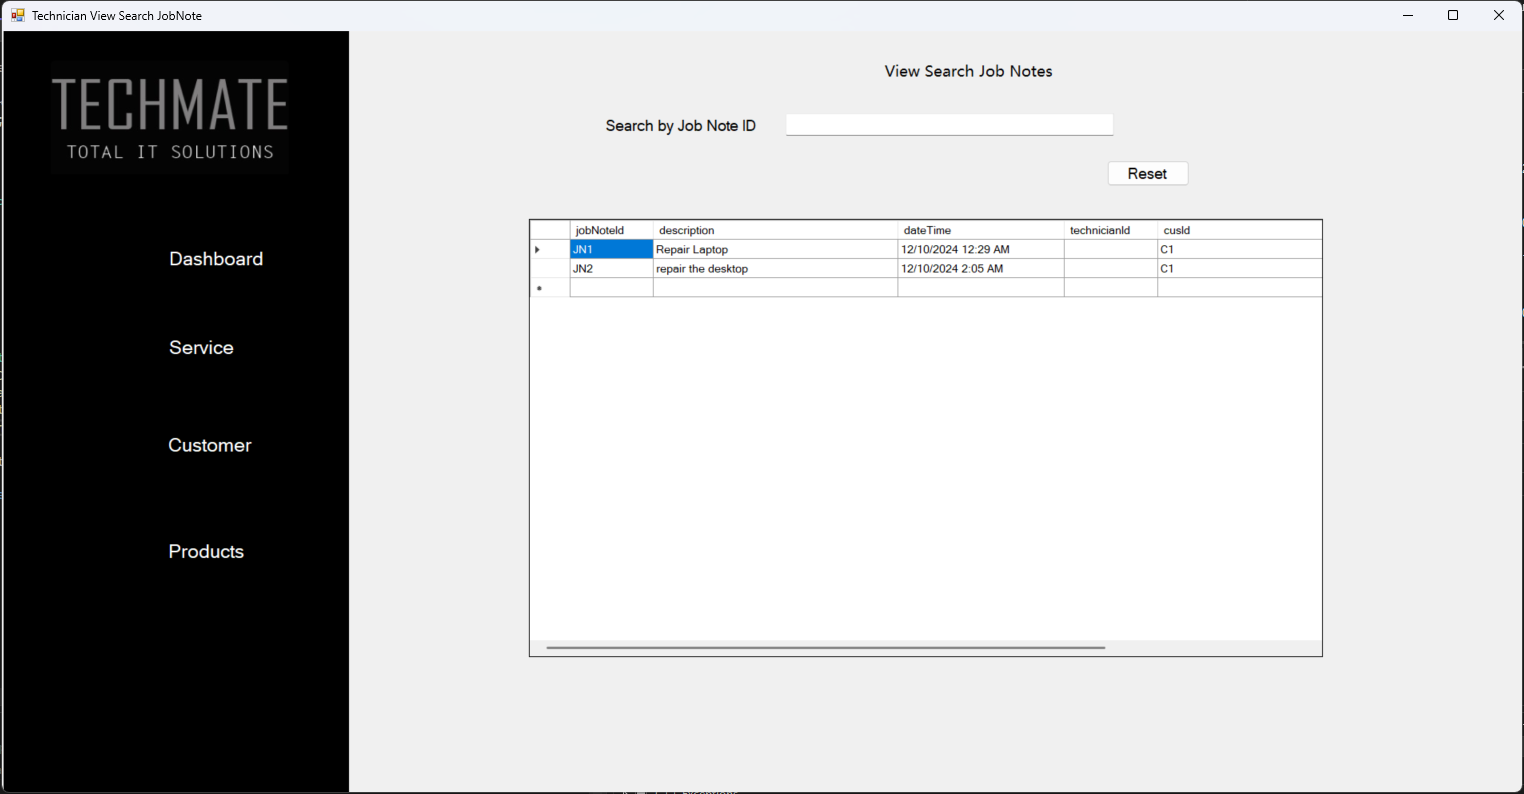 Technician View Search JobNote
TECHMATE
TOTAL IT SOLUTIONS
Dashboard
Service
Customer
Products
View Search Job Notes
Search by Job Note ID
Reset
jobNoteId description dateTime technicianId cusId
JN1 Repair Laptop 12/10/2024 12:29 AM C1
JN2 repair the desktop 12/10/2024 2:05 AM C1